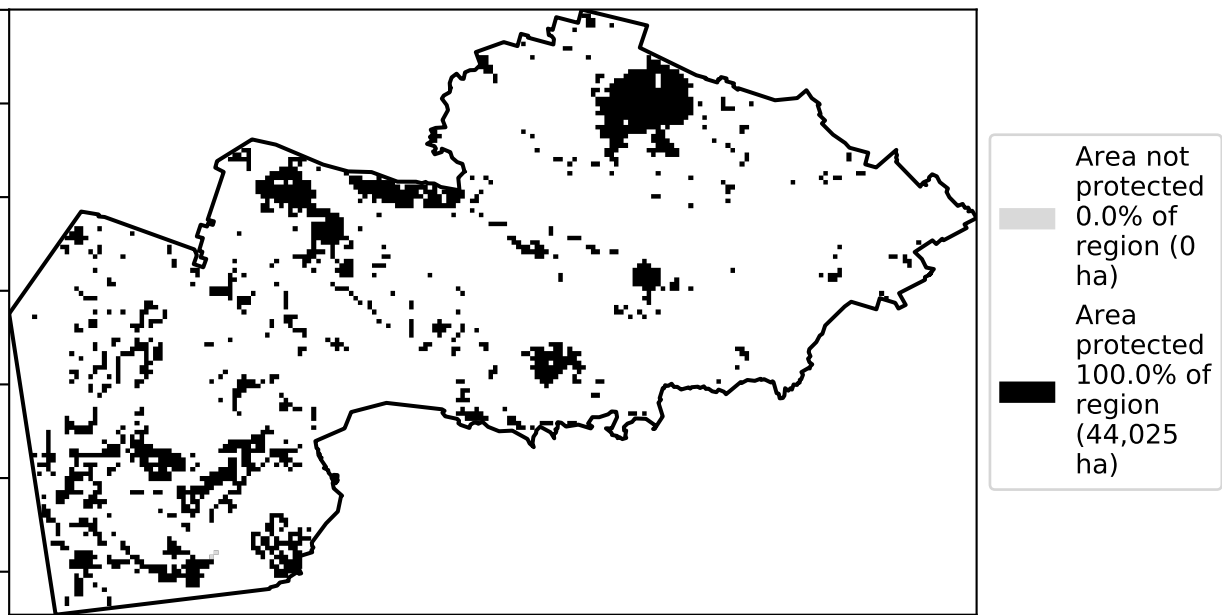 Area not
protected
0.0% of
region (0
ha)
Area
protected
100.0% of
region
(44,025
ha)